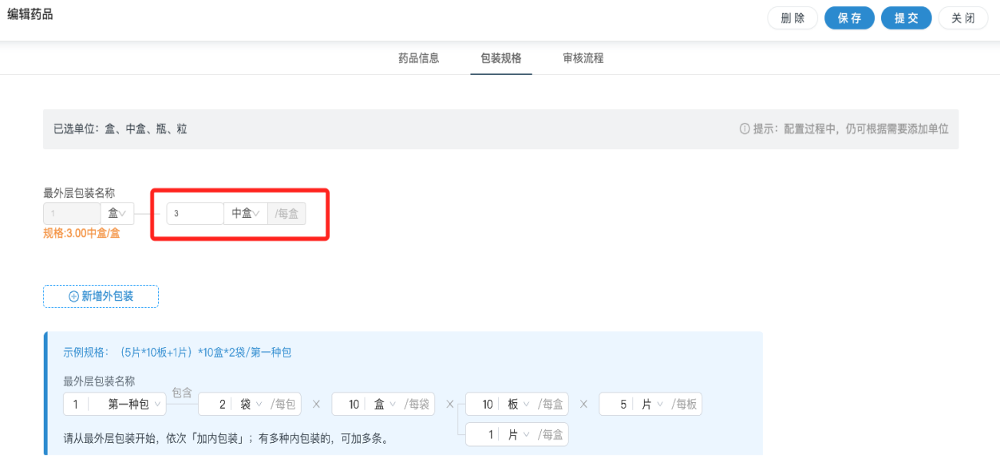 编辑药品
删 除 保 存 提 交 关 闭
药品信息 包装规格 审核流程
已选单位：盒、中盒、瓶、粒 提示：配置过程中，仍可根据需要添加单位
最外层包装名称
1 盒 3 中盒 /每盒
规格:3.00中盒/盒
新增外包装
示例规格：（5片*10板+1片）*10盒*2袋/第一种包
最外层包装名称
1 第一种包 包含 2 袋 /每包 × 10 盒 /每袋 × 10 板 /每盒 × 5 片 /每板
1 片 /每盒
请从最外层包装开始，依次「加内包装」；有多种内包装的，可加多条。